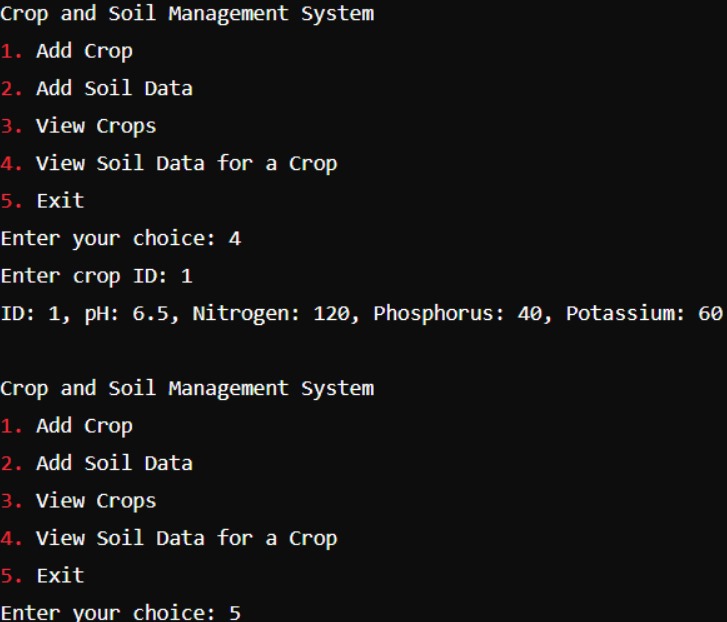 Crop and Soil Management System
1. Add Crop
2. Add Soil Data
3. View Crops
4. View Soil Data for a Crop
5. Exit
Enter your choice: 4
Enter crop ID: 1
ID: 1, pH: 6.5, Nitrogen: 120, Phosphorus: 40, Potassium: 60
Crop and Soil Management System
1. Add Crop
2. Add Soil Data
3. View Crops
4. View Soil Data for a Crop
5. Exit
Enter your choice: 5